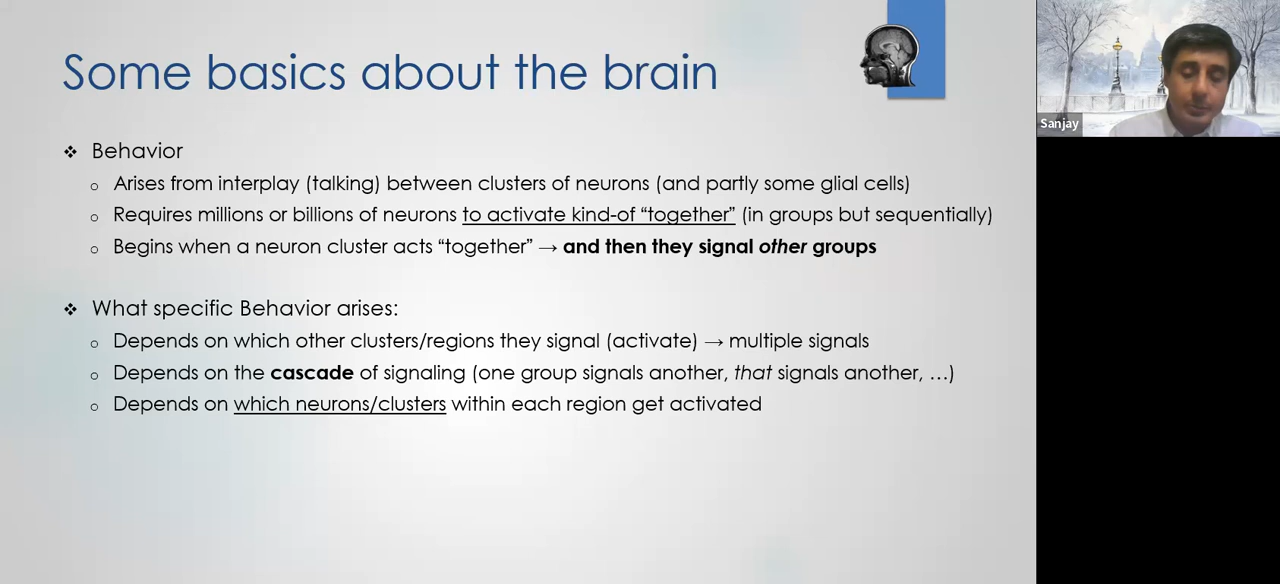 Some basics about the brain
Sanjay
❖ Behavior
o Arises from interplay (talking) between clusters of neurons (and partly some glial cells)
o Requires millions or billions of neurons to activate kind-of “together” (in groups but sequentially)
o Begins when a neuron cluster acts “together” → and then they signal other groups
❖ What specific Behavior arises:
o Depends on which other clusters/regions they signal (activate) → multiple signals
o Depends on the cascade of signaling (one group signals another, that signals another, …)
o Depends on which neurons/clusters within each region get activated